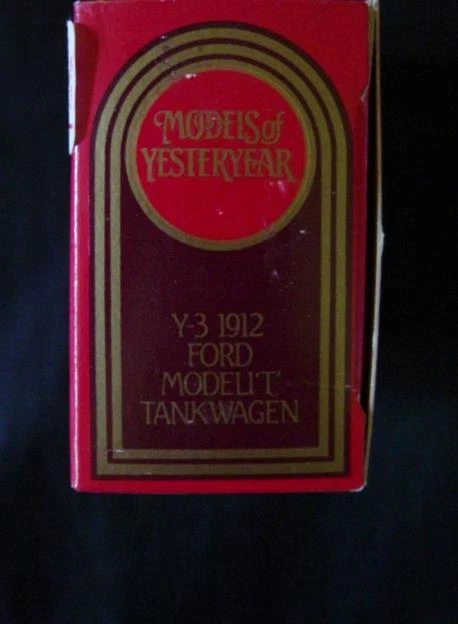 MODELS of
YESTERYEAR
Y-3 1912
FORD
MODEL 'T'
TANKWAGEN